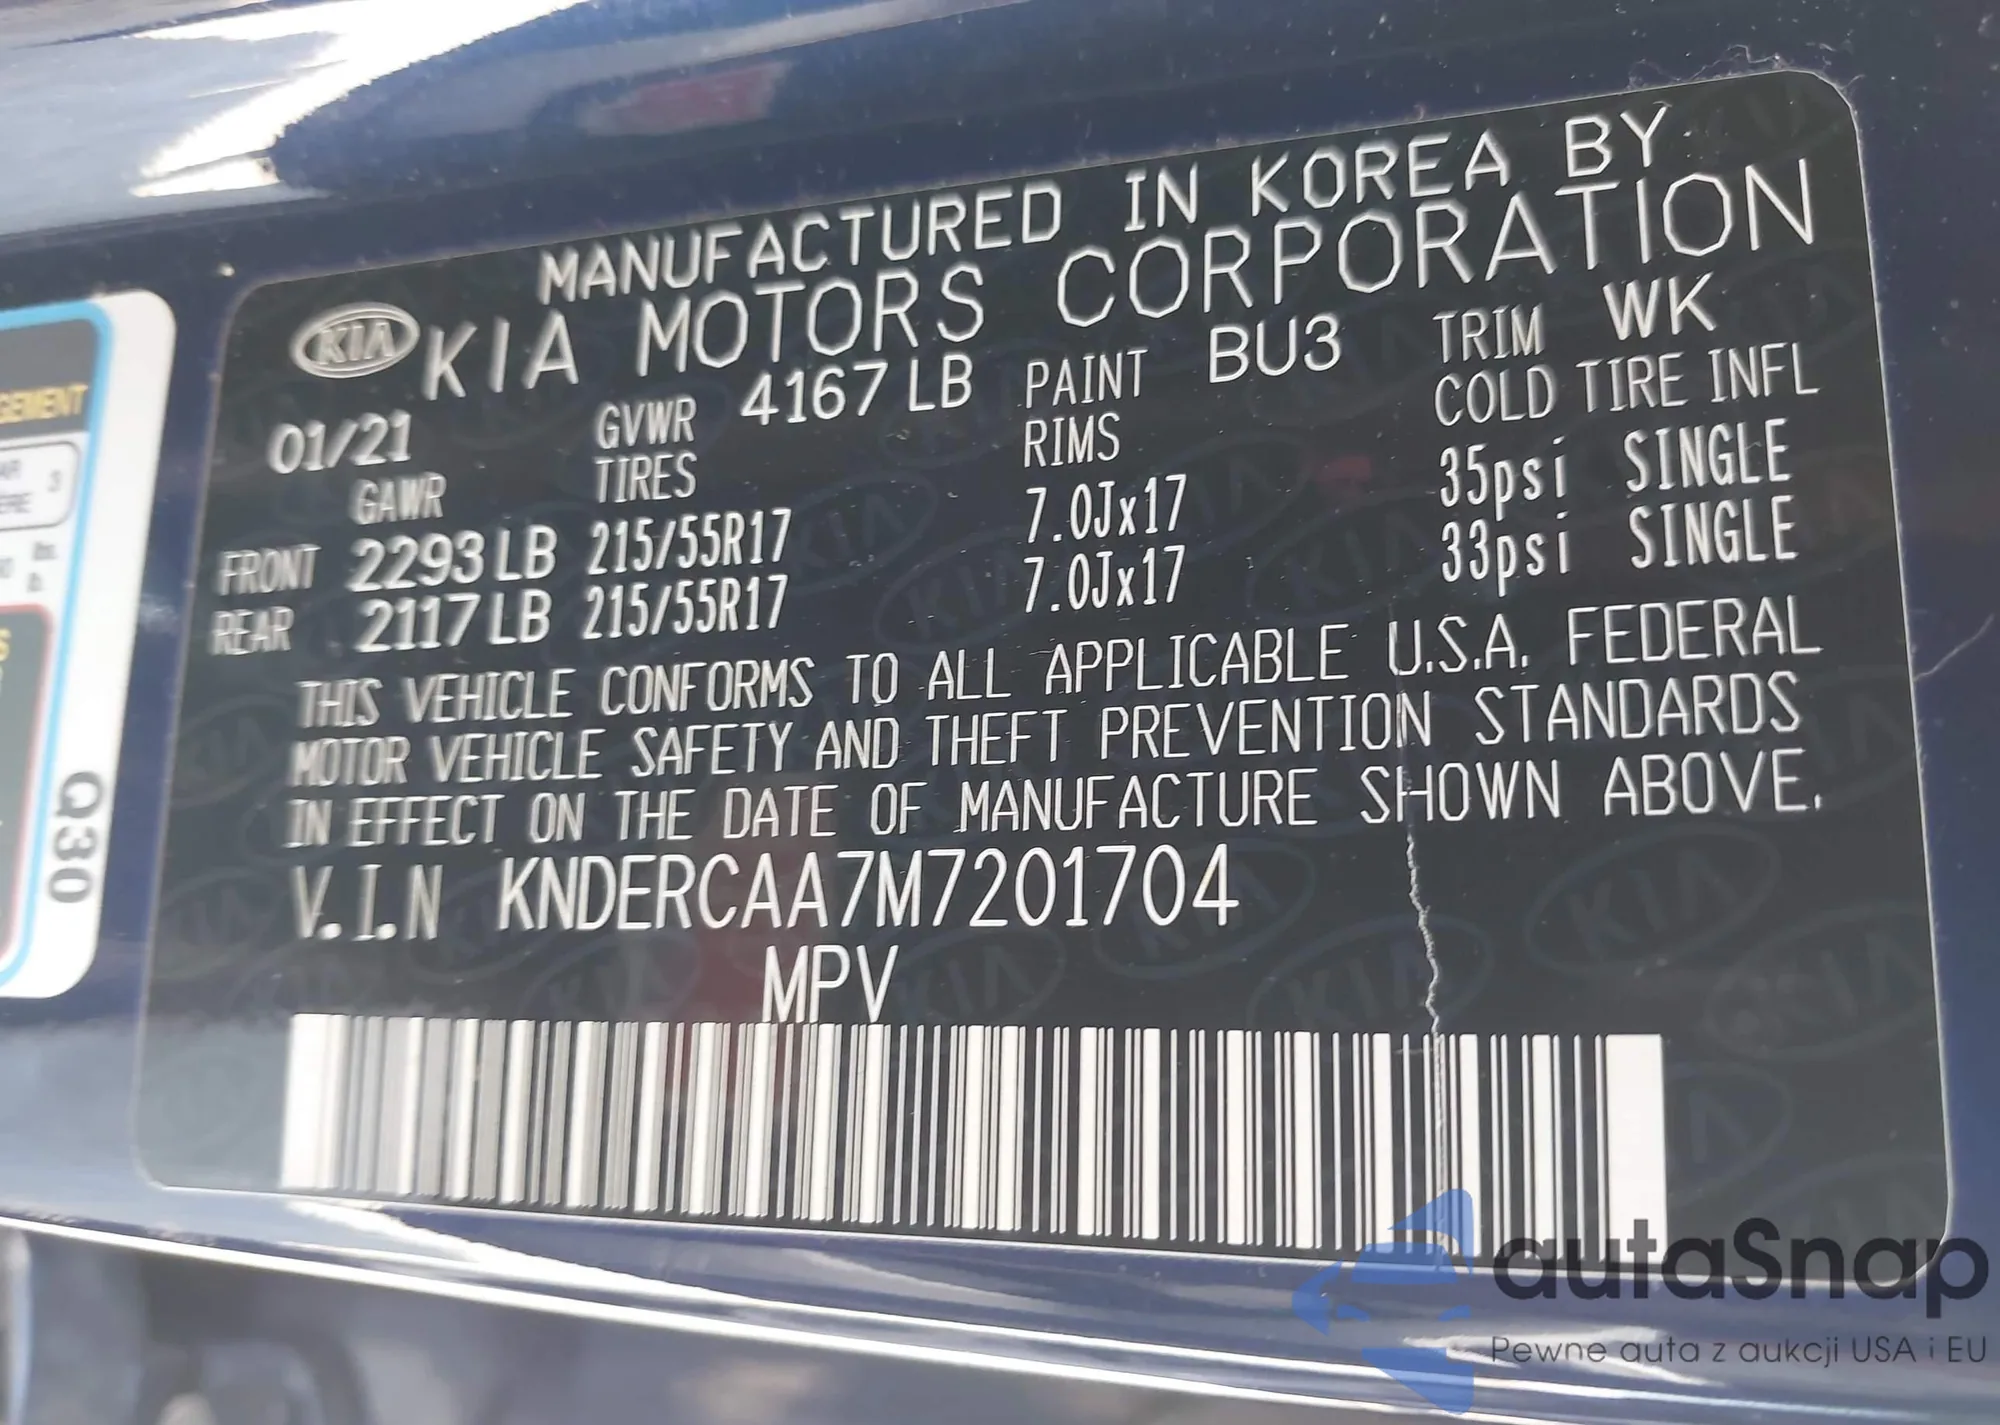 MANUFACTURED IN KOREA BY
KIA KIA MOTORS CORPORATION
01/21 GVWR 4167 LB PAINT BU3 TRIM WK
GAWR TIRES RIMS COLD TIRE INFL
FRONT 2293 LB 215/55R17 7.0Jx17 35psi SINGLE
REAR 2117 LB 215/55R17 7.0Jx17 33psi SINGLE
THIS VEHICLE CONFORMS TO ALL APPLICABLE U.S.A. FEDERAL
MOTOR VEHICLE SAFETY AND THEFT PREVENTION STANDARDS
IN EFFECT ON THE DATE OF MANUFACTURE SHOWN ABOVE.
V.I.N KNDERCAA7M7201704
MPV
3
lbs.
Q30
autaSnap
Pewne auta z aukcji USA i EU